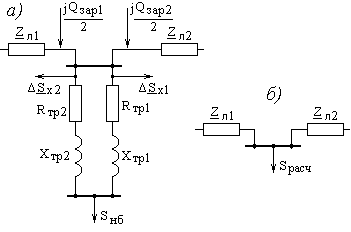 а)
jQзар1
2
jQзар2
2
Zл1
Zл2
ΔSх2
ΔSх1
Rтр2
Rтр1
Xтр2
Xтр1
Sнб
б)
Zл1
Zл2
Sрасч